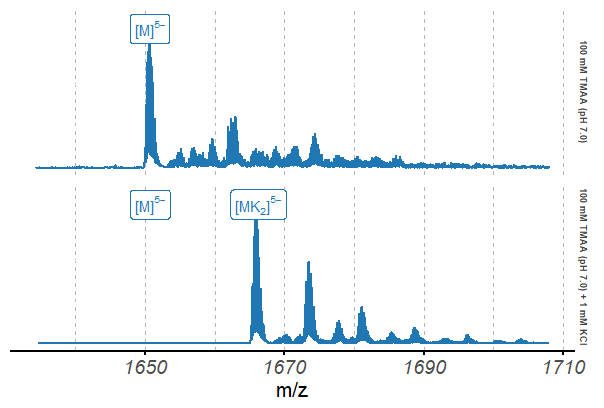 [M]⁵⁻
100 mM TMAA (pH 7.0)
[M]⁵⁻
[MK₂]⁵⁻
100 mM TMAA (pH 7.0) + 1 mM KCl
1650 1670 1690 1710
m/z